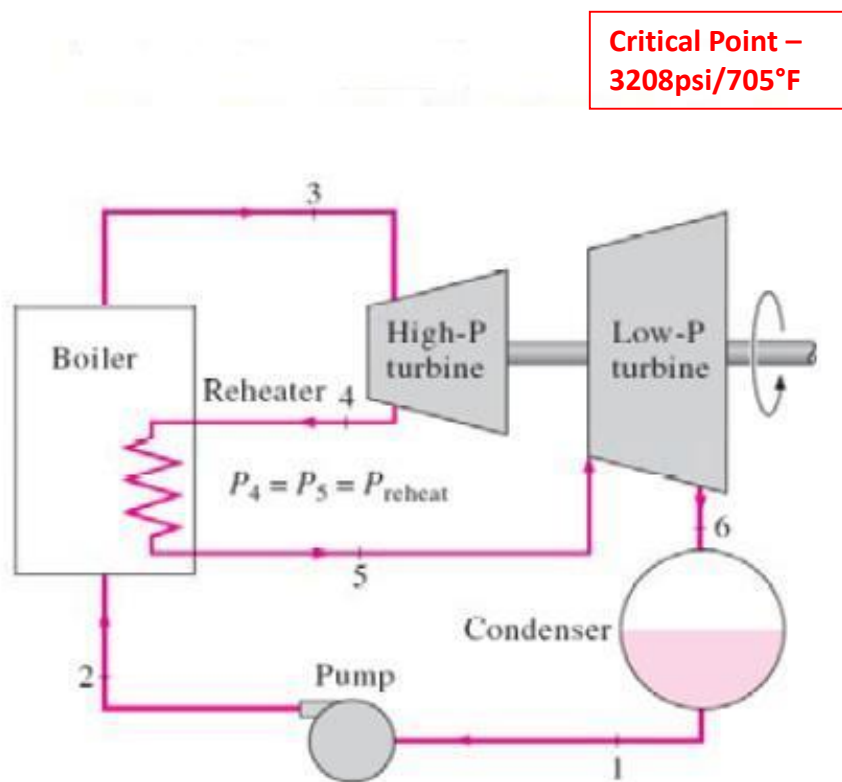 Critical Point –
3208psi/705°F
3
High-P
turbine
Low-P
turbine
Boiler
Reheater
4
P₄ = P₅ = Preheat
5
6
Condenser
2
Pump
1